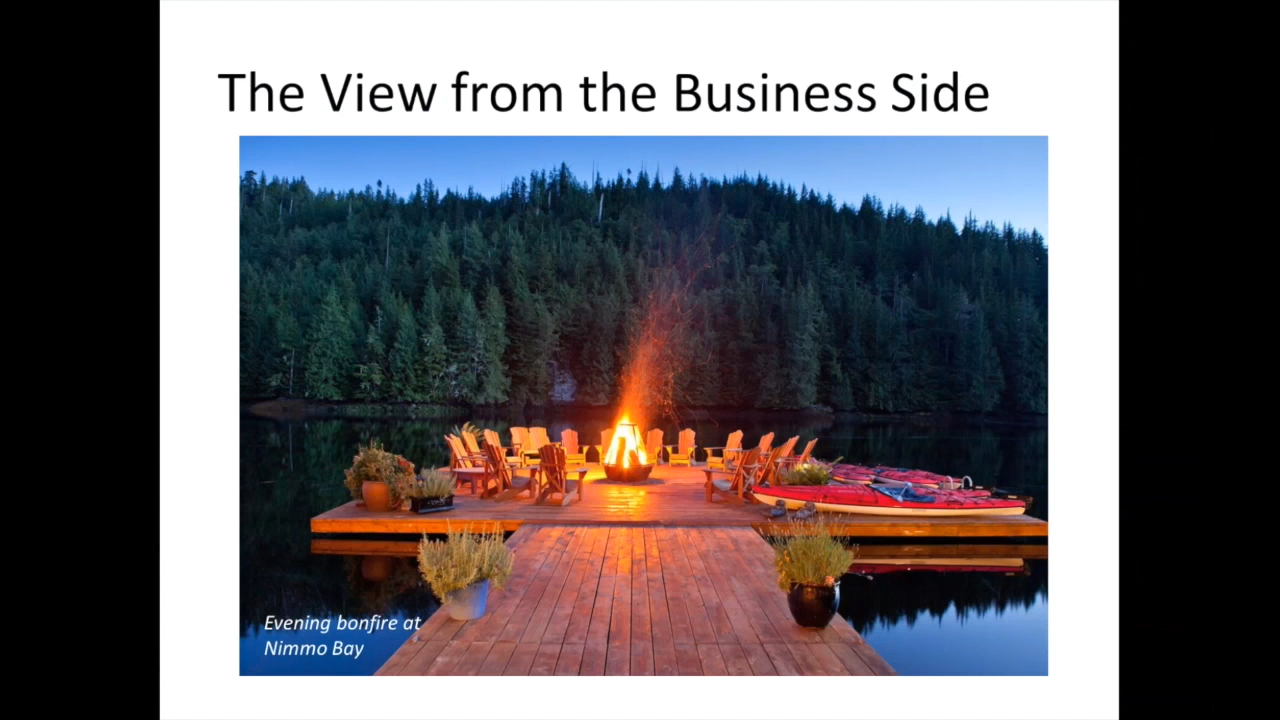 The View from the Business Side
Evening bonfire at
Nimmo Bay